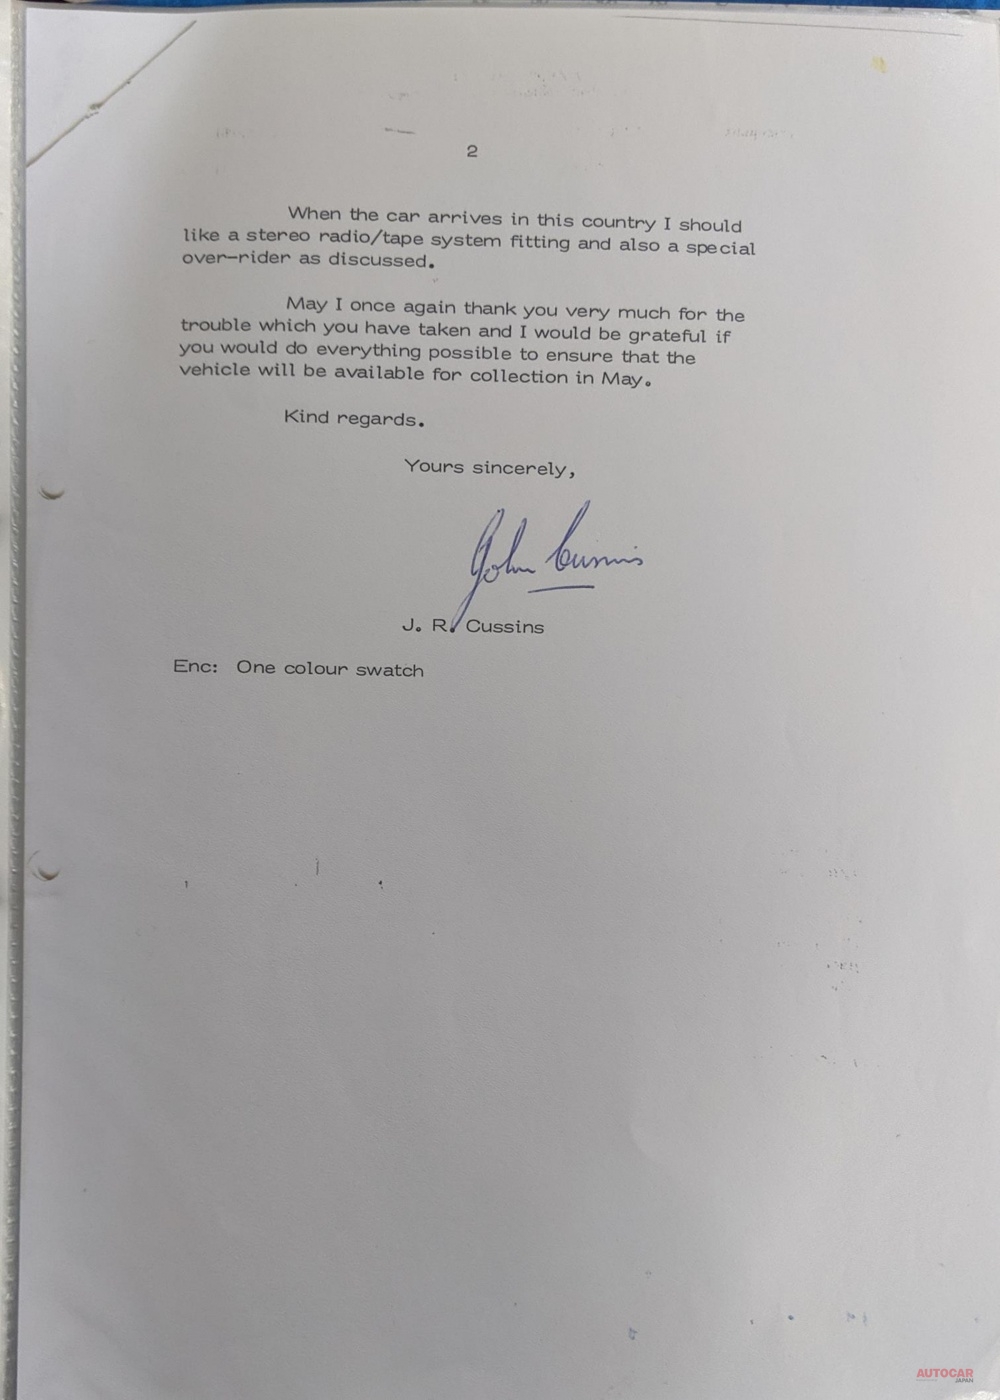 2
When the car arrives in this country I should
like a stereo radio/tape system fitting and also a special
over-rider as discussed.
May I once again thank you very much for the
trouble which you have taken and I would be grateful if
you would do everything possible to ensure that the
vehicle will be available for collection in May.
Kind regards.
Yours sincerely,
John Cussins
J. R. Cussins
Enc: One colour swatch
AUTOCAR
JAPAN